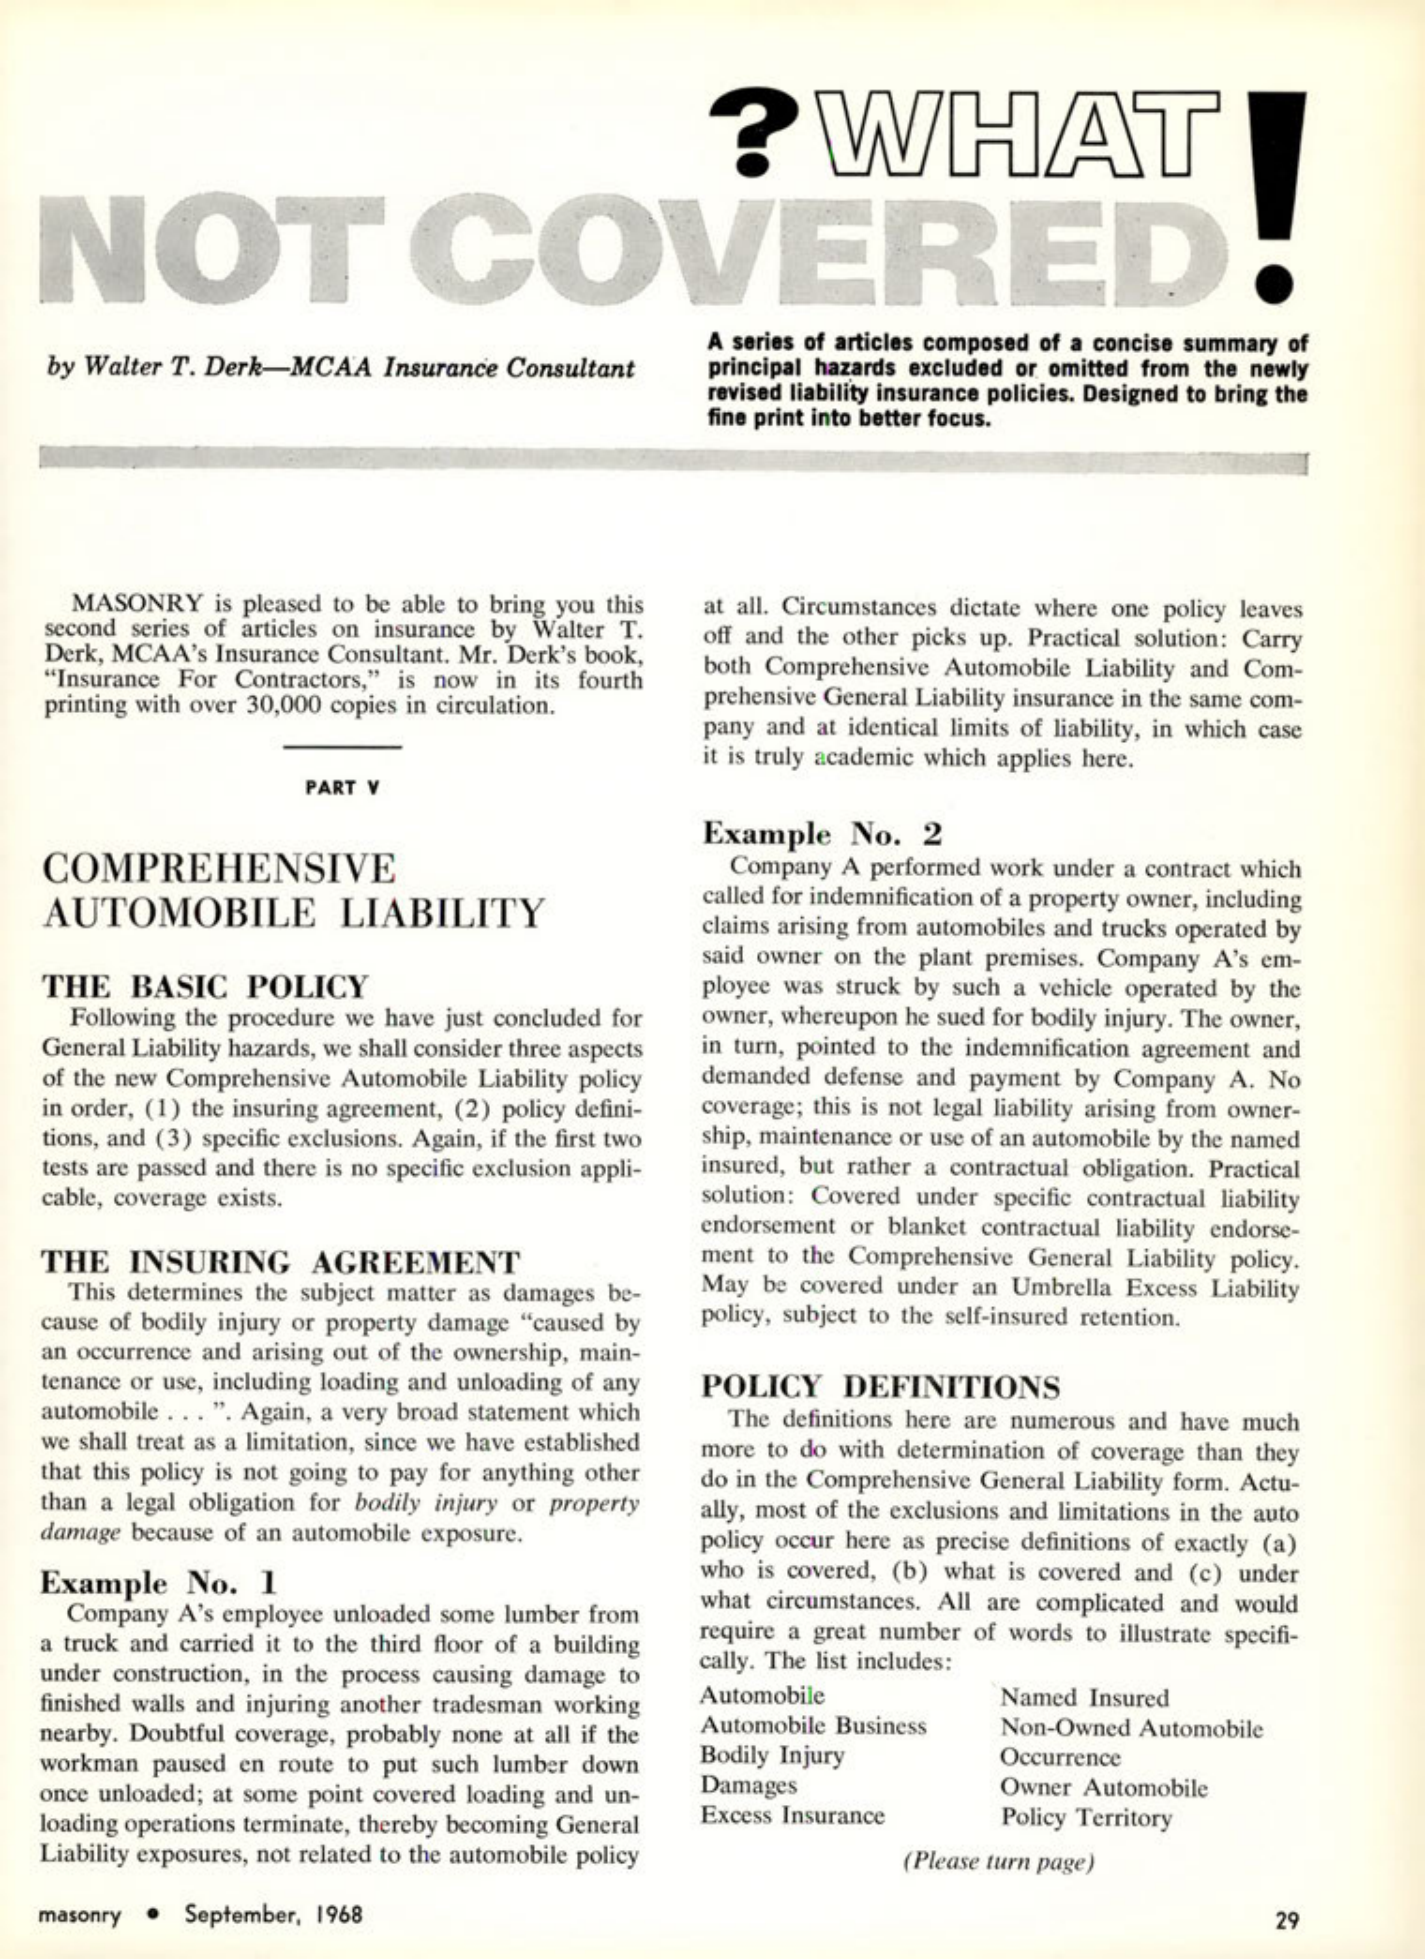 ? WHAT !
NOT COVERED
by Walter T. Derk—MCAA Insurance Consultant
A series of articles composed of a concise summary of
principal hazards excluded or omitted from the newly
revised liability insurance policies. Designed to bring the
fine print into better focus.
MASONRY is pleased to be able to bring you this
second series of articles on insurance by Walter T.
Derk, MCAA's Insurance Consultant. Mr. Derk's book,
"Insurance For Contractors," is now in its fourth
printing with over 30,000 copies in circulation.
PART V
COMPREHENSIVE
AUTOMOBILE LIABILITY
THE BASIC POLICY
Following the procedure we have just concluded for
General Liability hazards, we shall consider three aspects
of the new Comprehensive Automobile Liability policy
in order, (1) the insuring agreement, (2) policy defini-
tions, and (3) specific exclusions. Again, if the first two
tests are passed and there is no specific exclusion appli-
cable, coverage exists.
THE INSURING AGREEMENT
This determines the subject matter as damages be-
cause of bodily injury or property damage "caused by
an occurrence and arising out of the ownership, main-
tenance or use, including loading and unloading of any
automobile . . . ". Again, a very broad statement which
we shall treat as a limitation, since we have established
that this policy is not going to pay for anything other
than a legal obligation for bodily injury or property
damage because of an automobile exposure.
Example No. 1
Company A's employee unloaded some lumber from
a truck and carried it to the third floor of a building
under construction, in the process causing damage to
finished walls and injuring another tradesman working
nearby. Doubtful coverage, probably none at all if the
workman paused en route to put such lumber down
once unloaded; at some point covered loading and un-
loading operations terminate, thereby becoming General
Liability exposures, not related to the automobile policy
at all. Circumstances dictate where one policy leaves
off and the other picks up. Practical solution: Carry
both Comprehensive Automobile Liability and Com-
prehensive General Liability insurance in the same com-
pany and at identical limits of liability, in which case
it is truly academic which applies here.
Example No. 2
Company A performed work under a contract which
called for indemnification of a property owner, including
claims arising from automobiles and trucks operated by
said owner on the plant premises. Company A's em-
ployee was struck by such a vehicle operated by the
owner, whereupon he sued for bodily injury. The owner,
in turn, pointed to the indemnification agreement and
demanded defense and payment by Company A. No
coverage; this is not legal liability arising from owner-
ship, maintenance or use of an automobile by the named
insured, but rather a contractual obligation. Practical
solution: Covered under specific contractual liability
endorsement or blanket contractual liability endorse-
ment to the Comprehensive General Liability policy.
May be covered under an Umbrella Excess Liability
policy, subject to the self-insured retention.
POLICY DEFINITIONS
The definitions here are numerous and have much
more to do with determination of coverage than they
do in the Comprehensive General Liability form. Actu-
ally, most of the exclusions and limitations in the auto
policy occur here as precise definitions of exactly (a)
who is covered, (b) what is covered and (c) under
what circumstances. All are complicated and would
require a great number of words to illustrate specifi-
cally. The list includes:
Automobile
Automobile Business
Bodily Injury
Damages
Excess Insurance
Named Insured
Non-Owned Automobile
Occurrence
Owner Automobile
Policy Territory
(Please turn page)
masonry • September, 1968
29